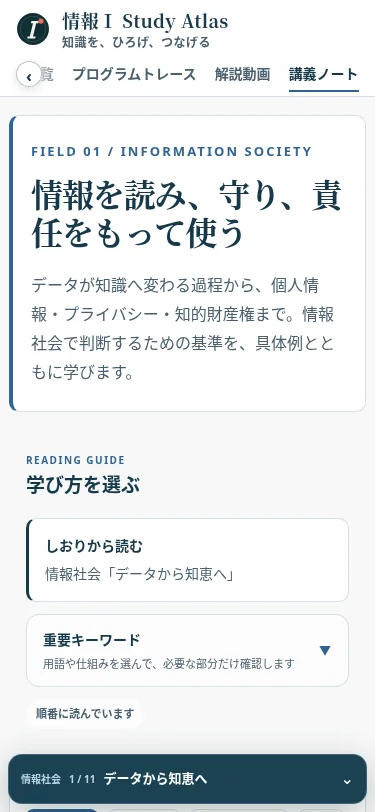 情報 I Study Atlas
知識を、ひろげ、つなげる
覧 プログラムトレース 解説動画 講義ノート
FIELD 01 / INFORMATION SOCIETY
情報を読み、守り、責
任をもって使う
データが知識へ変わる過程から、個人情
報・プライバシー・知的財産権まで。情報
社会で判断するための基準を、具体例とと
もに学びます。
READING GUIDE
学び方を選ぶ
しおりから読む
情報社会「データから知恵へ」
重要キーワード
用語や仕組みを選んで、必要な部分だけ確認します
順番に読んでいます
情報社会 1 / 11 データから知恵へ